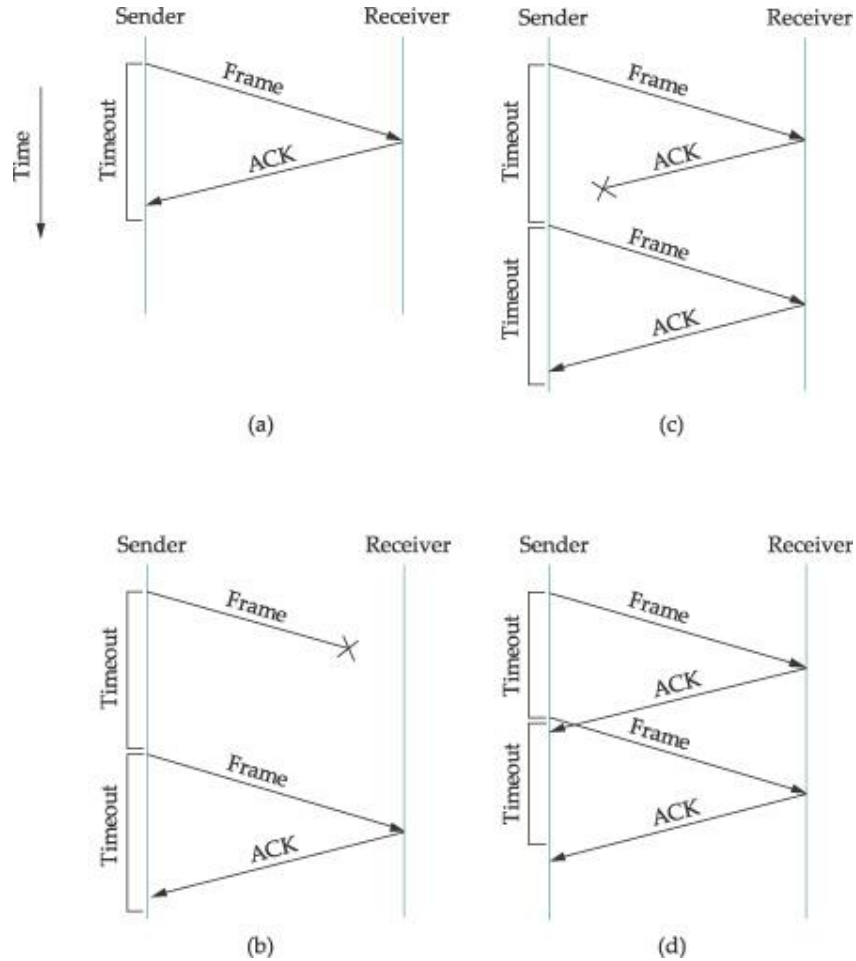 Sender
Receiver
Time
Timeout
Frame
ACK
(a)
Sender
Receiver
Timeout
Frame
ACK
Timeout
Frame
ACK
(c)
Sender
Receiver
Timeout
Frame
Timeout
Frame
ACK
(b)
Sender
Receiver
Timeout
Frame
ACK
Timeout
Frame
ACK
(d)